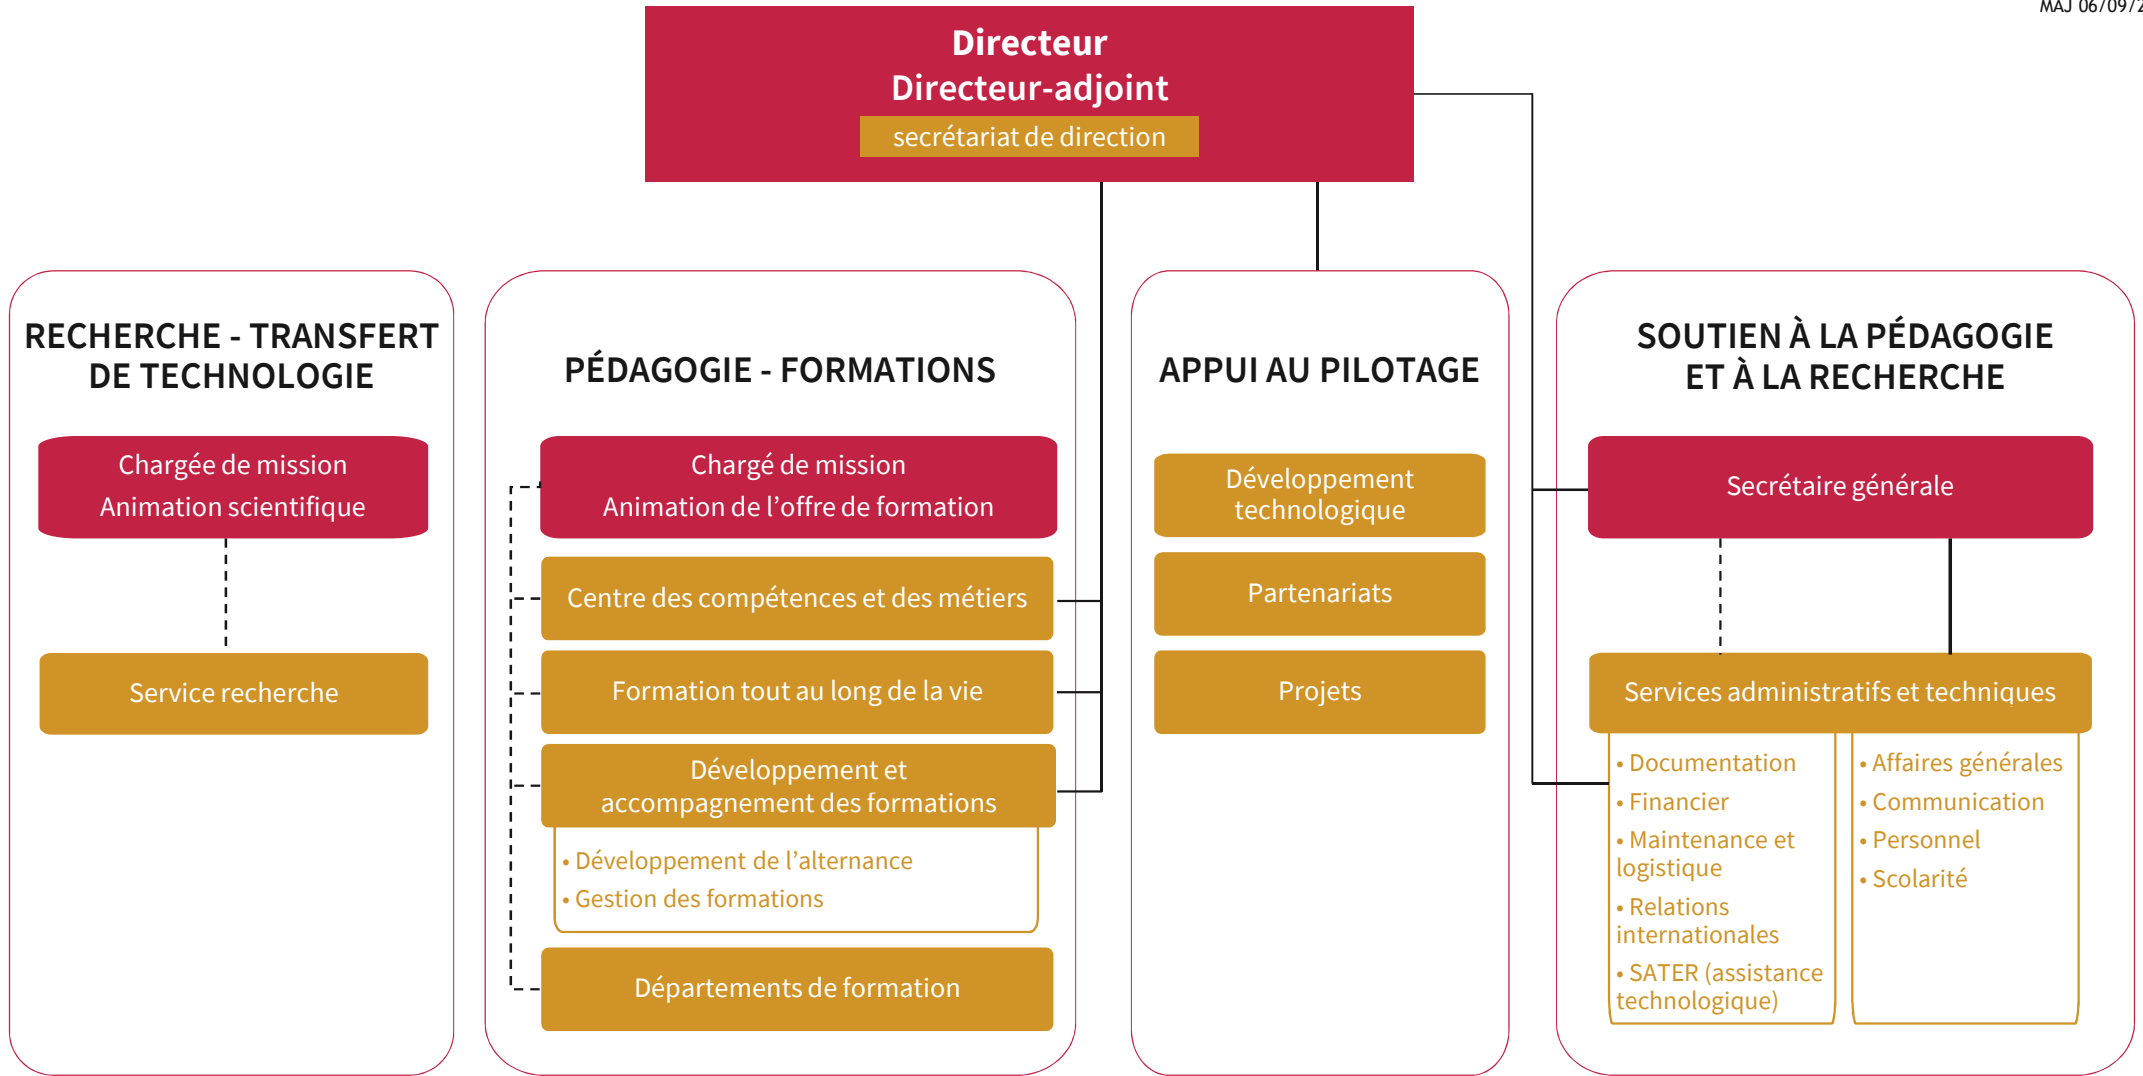 MAJ 06/09/2
Directeur
Directeur-adjoint
secrétariat de direction
RECHERCHE - TRANSFERT
DE TECHNOLOGIE
Chargée de mission
Animation scientifique
Service recherche
PÉDAGOGIE - FORMATIONS
Chargé de mission
Animation de l’offre de formation
Centre des compétences et des métiers
Formation tout au long de la vie
Développement et
accompagnement des formations
• Développement de l’alternance
• Gestion des formations
Départements de formation
APPUI AU PILOTAGE
Développement
technologique
Partenariats
Projets
SOUTIEN À LA PÉDAGOGIE
ET À LA RECHERCHE
Secrétaire générale
Services administratifs et techniques
• Documentation
• Financier
• Maintenance et
logistique
• Relations
internationales
• SATER (assistance
technologique)
• Affaires générales
• Communication
• Personnel
• Scolarité